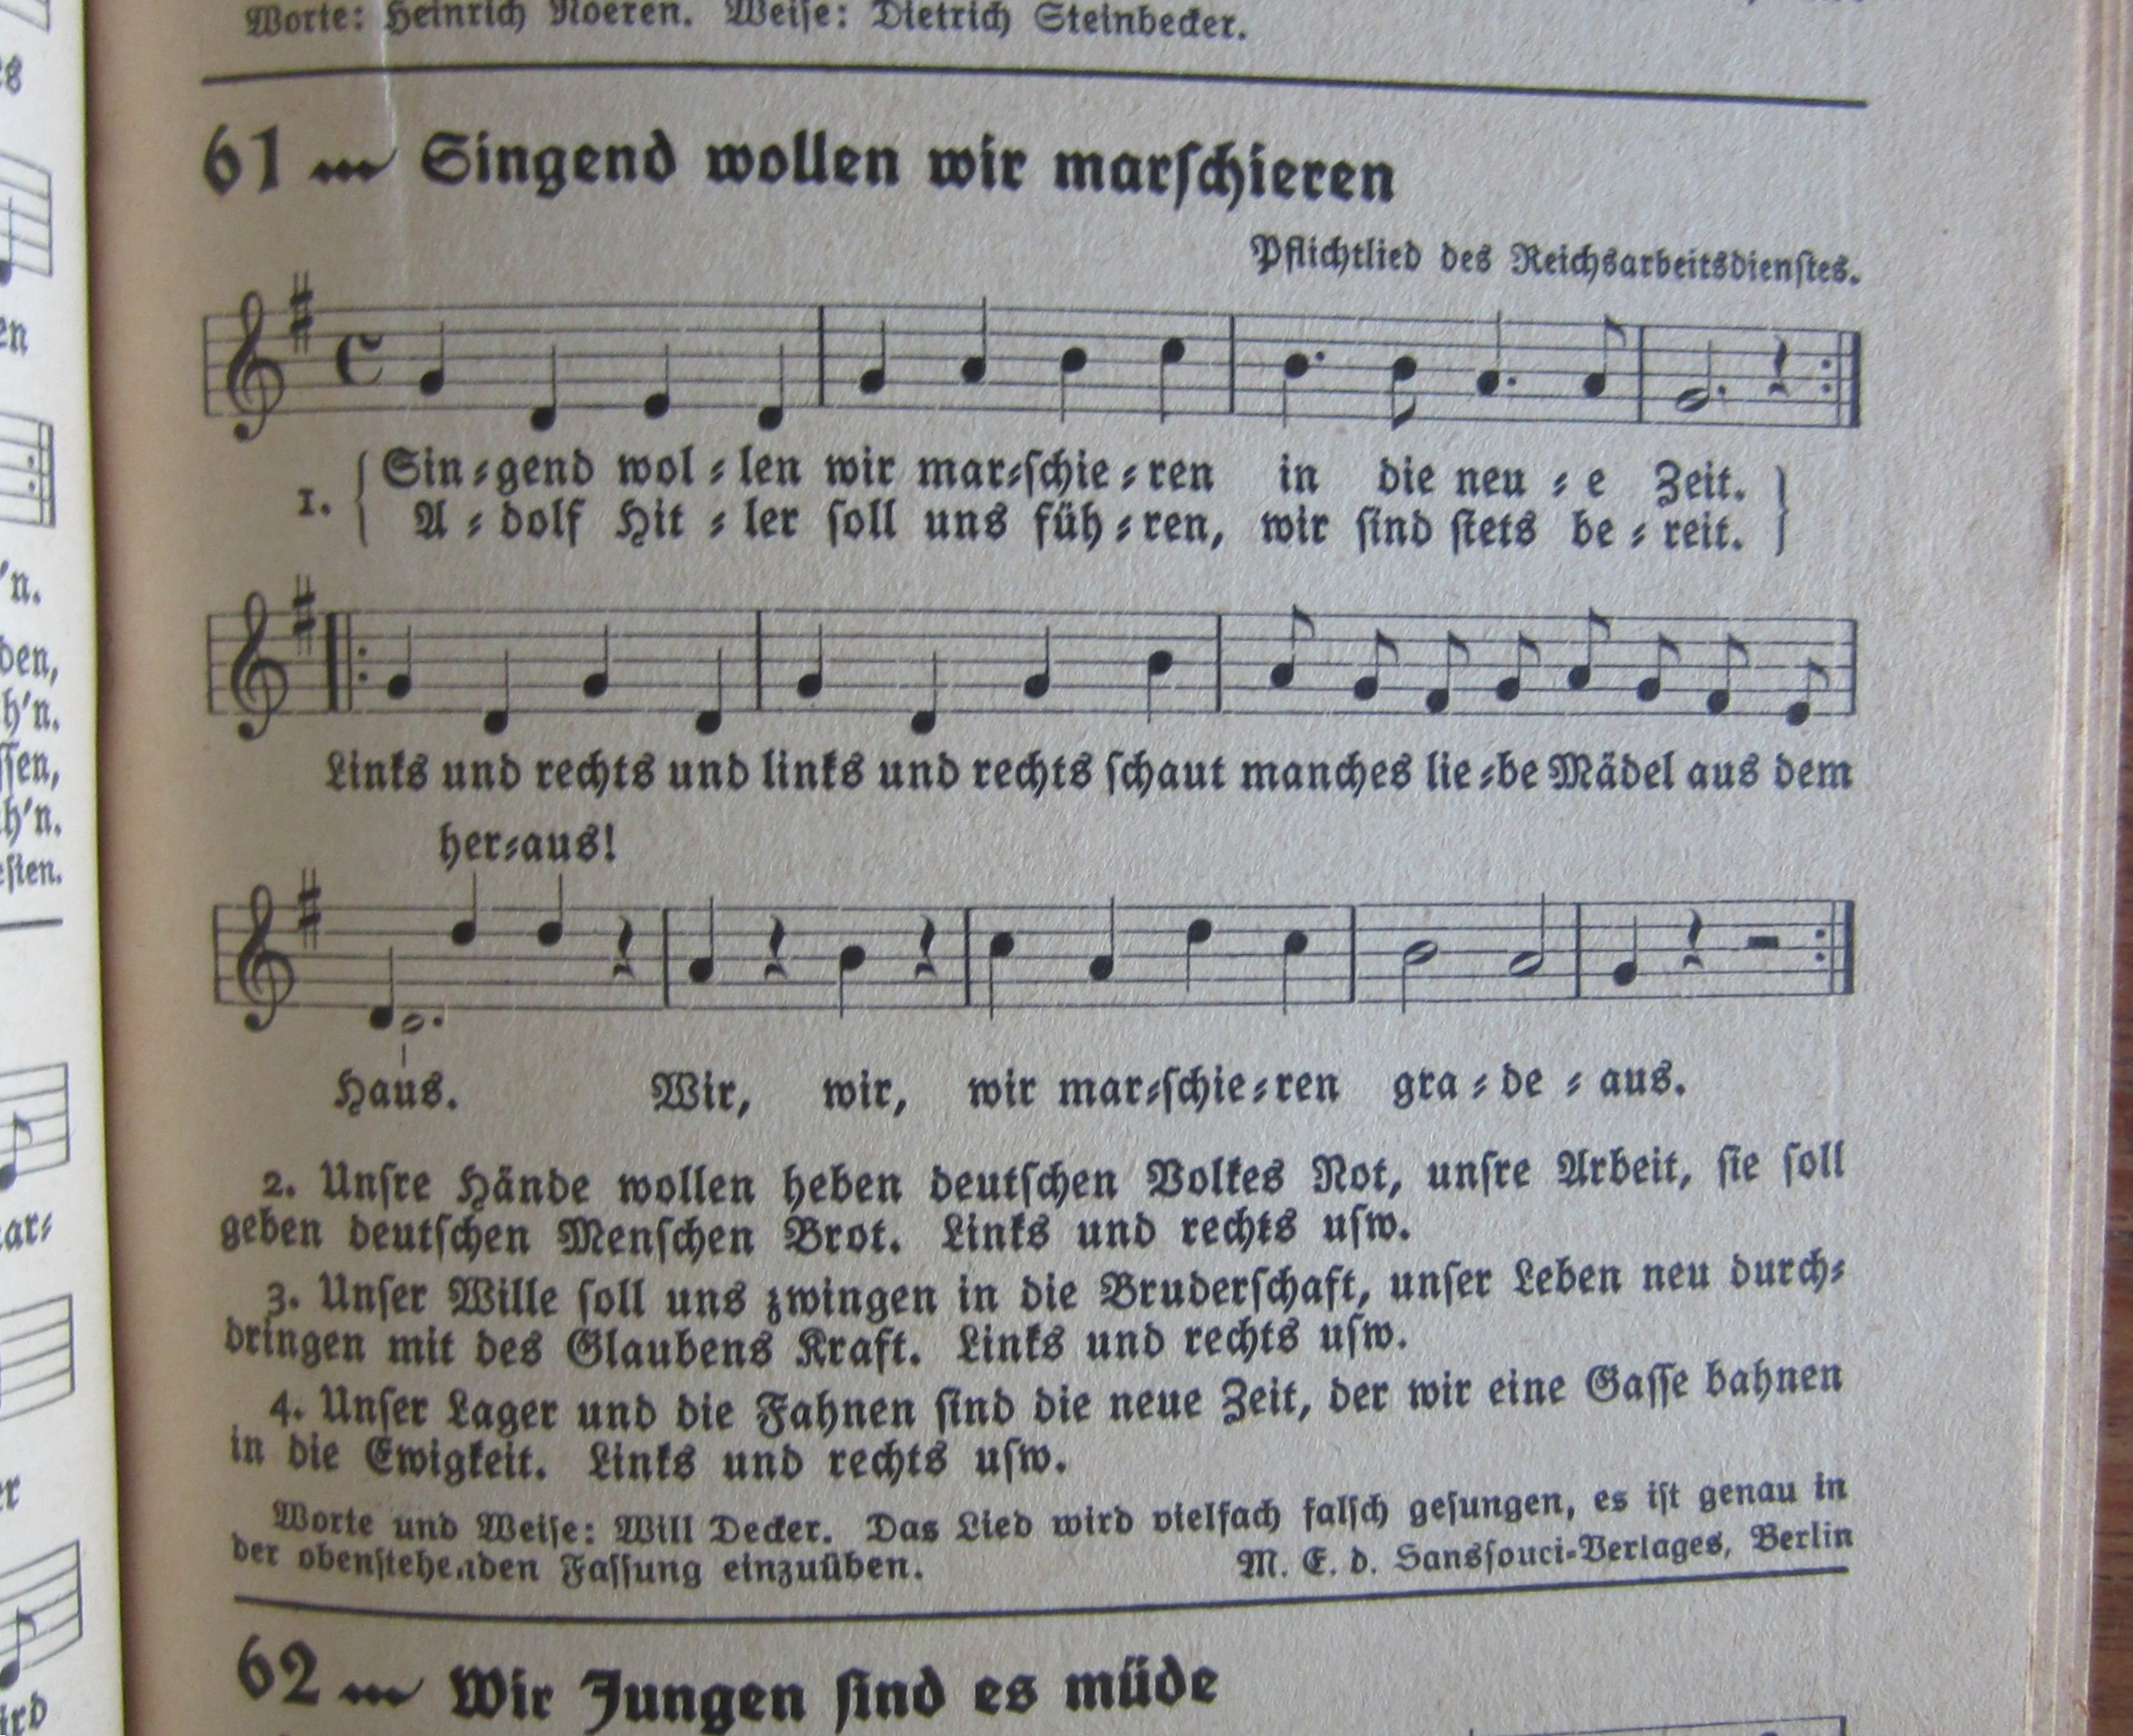 Worte: Heinrich Noeren. Weise: Dietrich Steinbecker.
61 Singend wollen wir marschieren
Pflichtlied des Reichsarbeitsdienstes.
1. Sin-gend wol-len wir mar-schie-ren in die neu-e Zeit.
A-dolf Hit-ler soll uns füh-ren, wir sind stets be-reit.
Links und rechts und links und rechts schaut manches lie-be Mädel aus dem
her-aus!
Haus. Wir, wir, wir mar-schie-ren gra-de-aus.
2. Unsre Hände wollen heben deutschen Volkes Not, unsre Arbeit, sie soll
geben deutschen Menschen Brot. Links und rechts usw.
3. Unser Wille soll uns zwingen in die Bruderschaft, unser Leben neu durch-
dringen mit des Glaubens Kraft. Links und rechts usw.
4. Unser Lager und die Fahnen sind die neue Zeit, der wir eine Gasse bahnen
in die Ewigkeit. Links und rechts usw.
Worte und Weise: Will Decker. Das Lied wird vielfach falsch gesungen, es ist genau in
der obenstehenden Fassung einzuüben. M. E. d. Sanssouci-Verlages, Berlin
62 Wir Jungen sind es müde